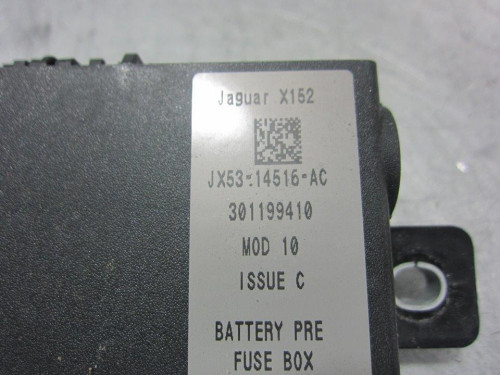 Jaguar X152
JX53-14516-AC
301199410
MOD 10
ISSUE C
BATTERY PRE
FUSE BOX